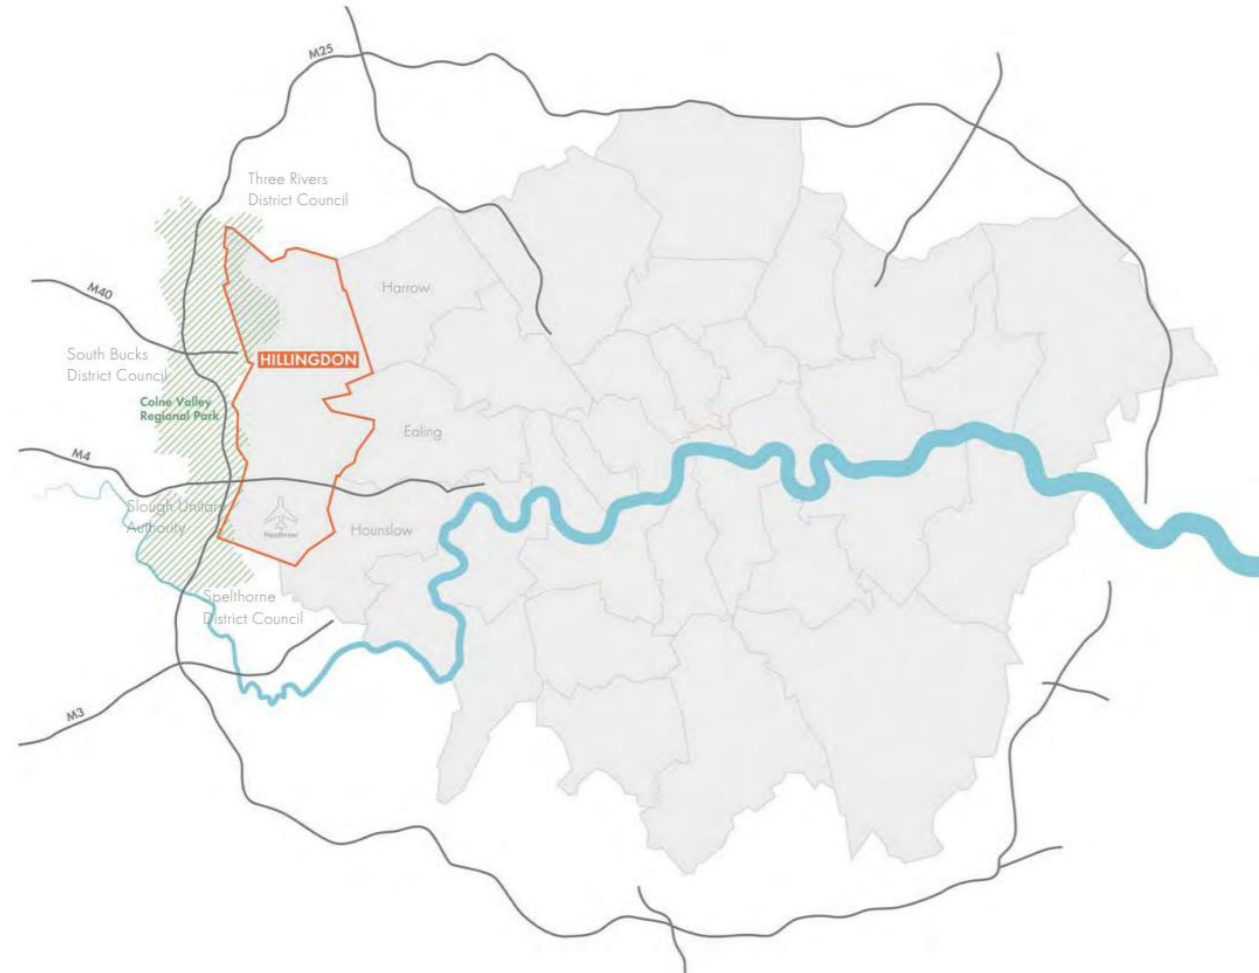 M25
Three Rivers
District Council
Harrow
M40
HILLINGDON
South Bucks
District Council
Colne Valley
Regional Park
Ealing
M4
Slough Unitary
Authority
Heathrow
Hounslow
Spelthorne
District Council
M3